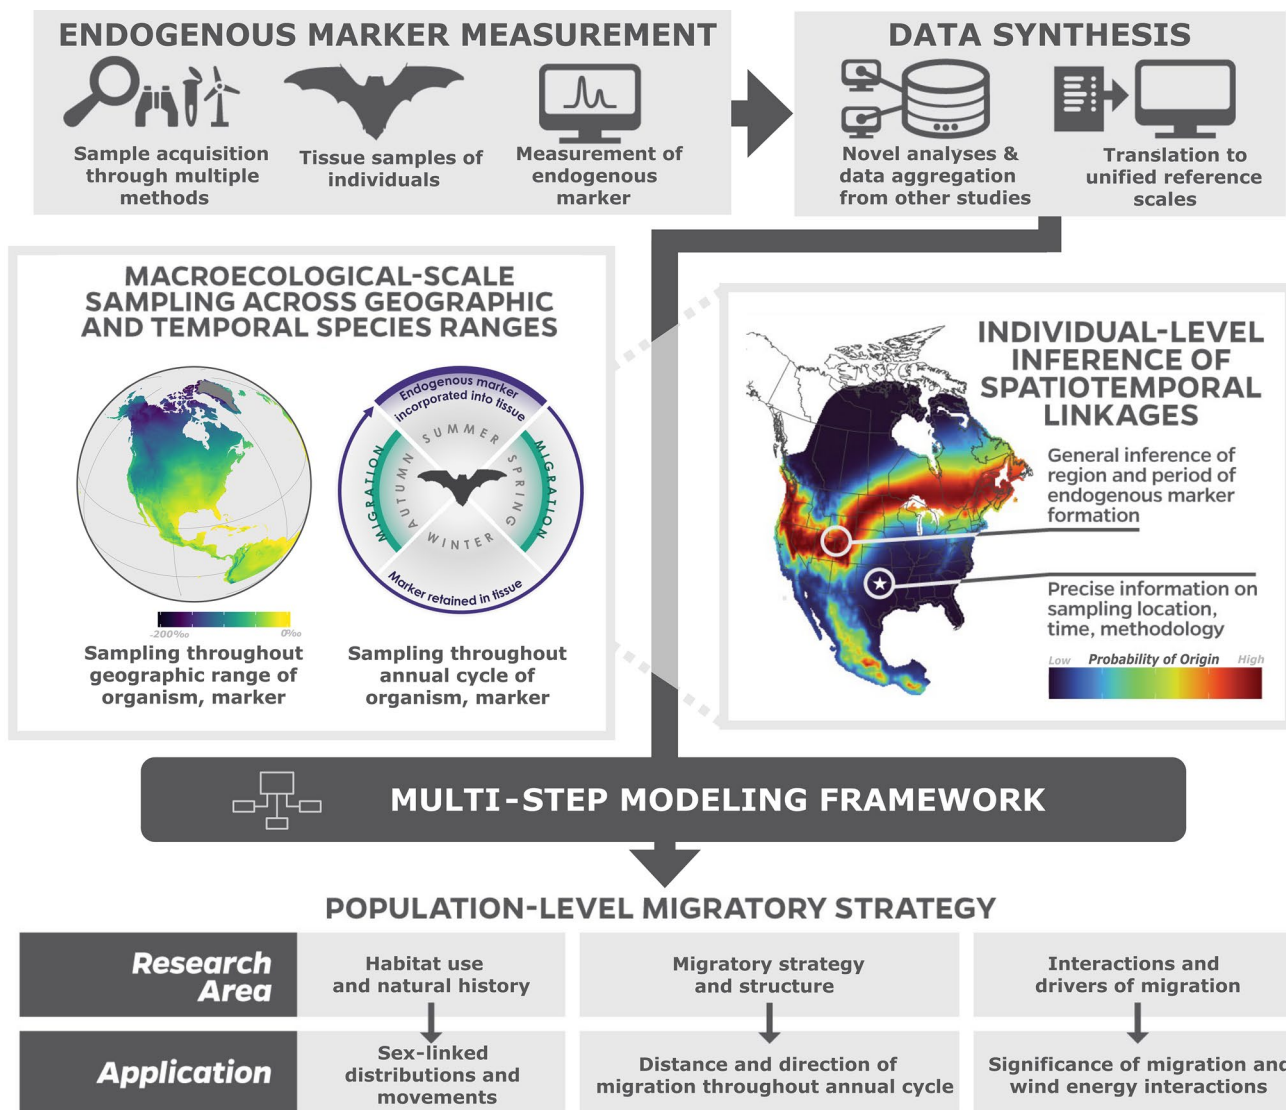 ENDOGENOUS MARKER MEASUREMENT
Sample acquisition
through multiple
methods
Tissue samples of
individuals
Measurement of
endogenous
marker
DATA SYNTHESIS
Novel analyses &
data aggregation
from other studies
Translation to
unified reference
scales
MACROECOLOGICAL-SCALE
SAMPLING ACROSS GEOGRAPHIC
AND TEMPORAL SPECIES RANGES
-200‰
0‰
Sampling throughout
geographic range of
organism, marker
Endogenous marker
incorporated into tissue
SUMMER
SPRING
WINTER
AUTUMN
MIGRATION
MIGRATION
Marker retained in tissue
Sampling throughout
annual cycle of
organism, marker
INDIVIDUAL-LEVEL
INFERENCE OF
SPATIOTEMPORAL
LINKAGES
General inference of
region and period of
endogenous marker
formation
Precise information on
sampling location,
time, methodology
Low Probability of Origin High
MULTI-STEP MODELING FRAMEWORK
POPULATION-LEVEL MIGRATORY STRATEGY
Research
Area
Habitat use
and natural history
Migratory strategy
and structure
Interactions and
drivers of migration
Application
Sex-linked
distributions and
movements
Distance and direction of
migration throughout annual cycle
Significance of migration and
wind energy interactions